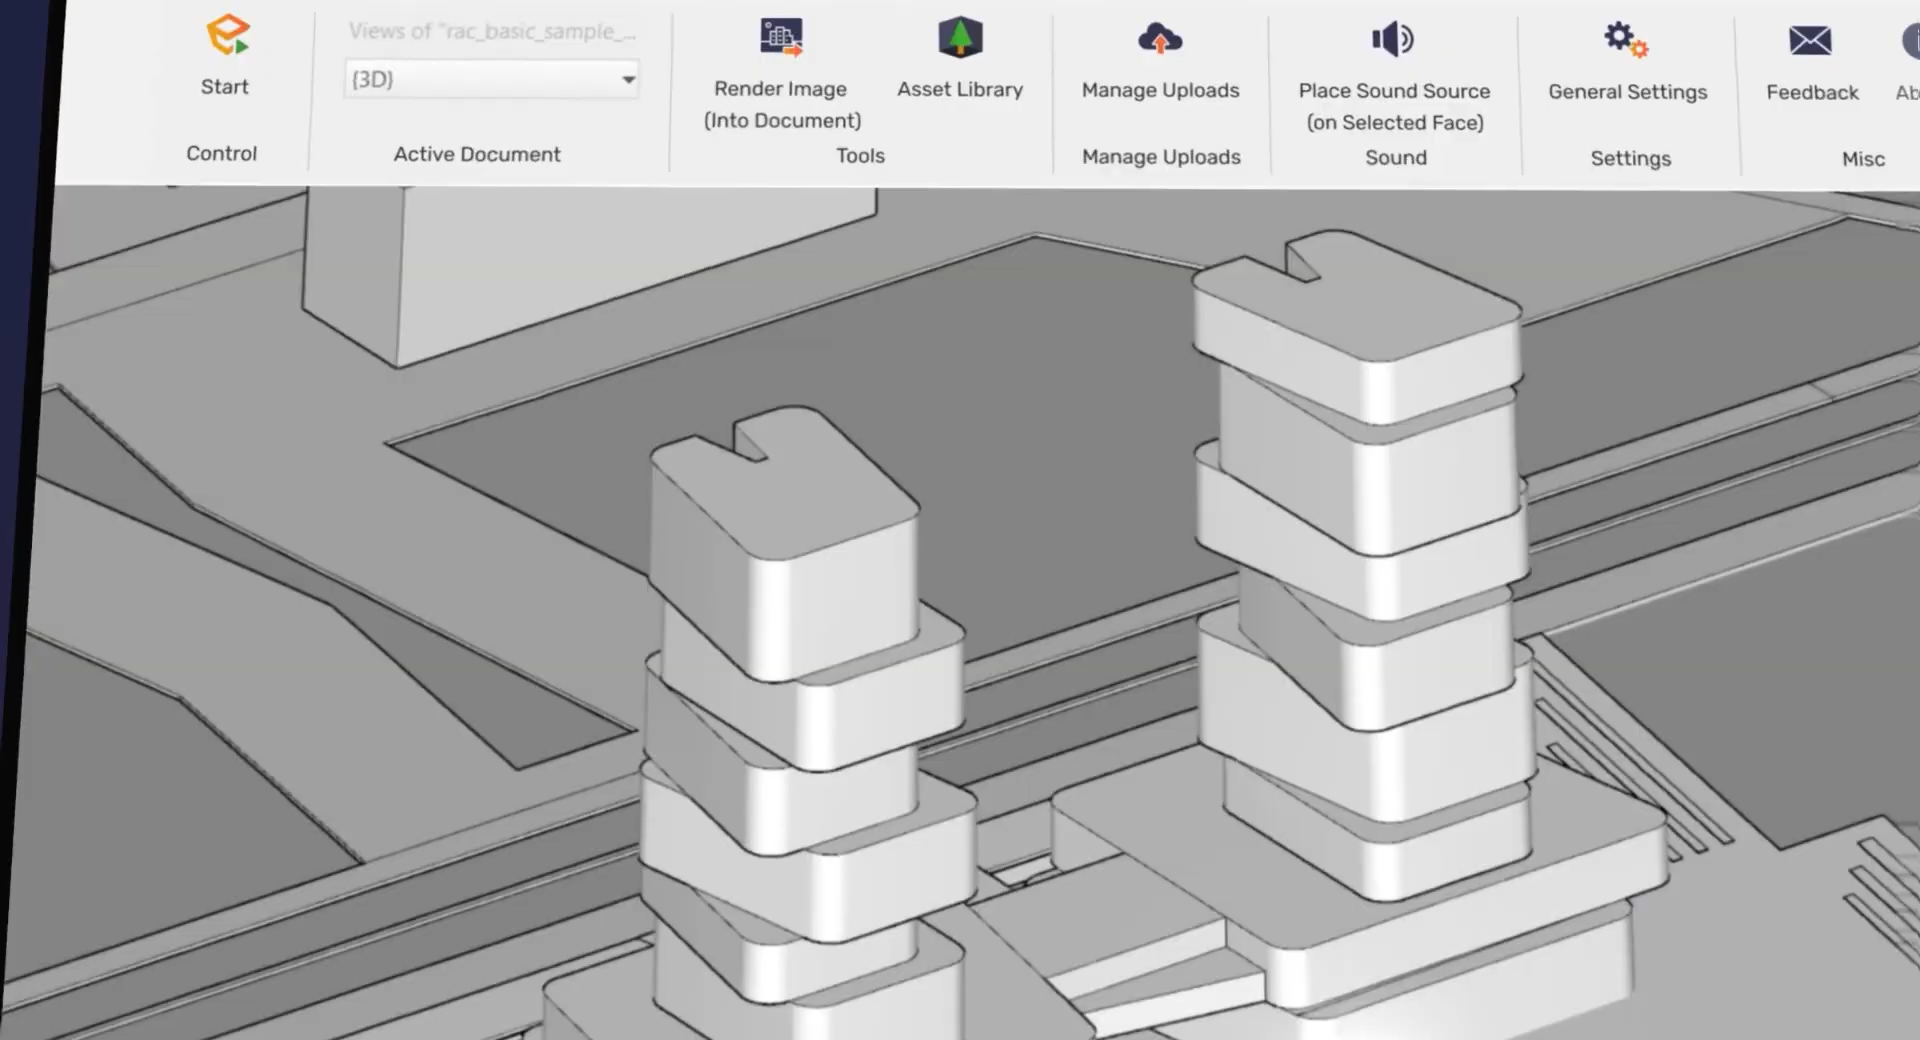 Start
Control
Views of "rac_basic_sample_...
{3D}
Active Document
Render Image
(Into Document)
Asset Library
Tools
Manage Uploads
Manage Uploads
Place Sound Source
(on Selected Face)
Sound
General Settings
Settings
Feedback
Ab
Misc